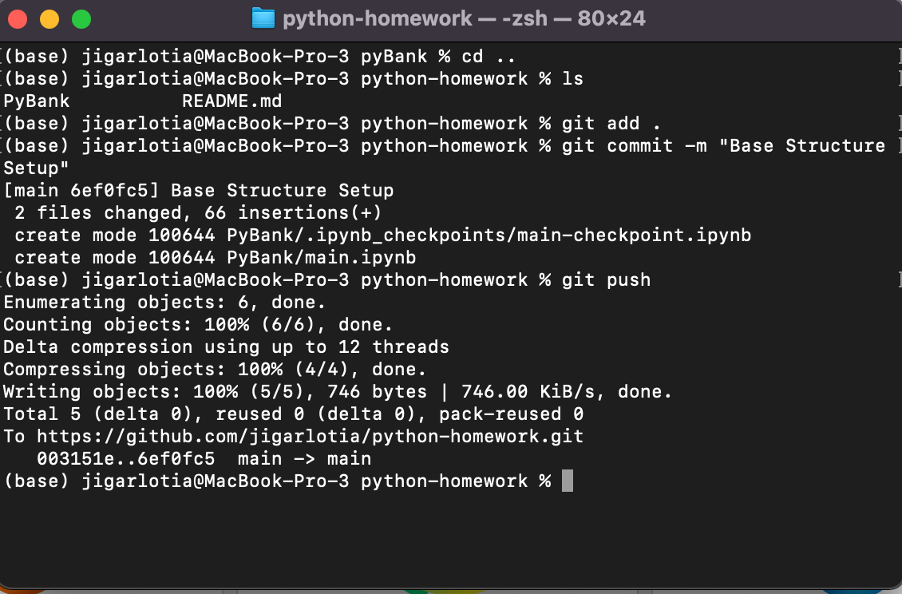 python-homework — -zsh — 80×24
(base) jigarlotia@MacBook-Pro-3 pyBank % cd ..
(base) jigarlotia@MacBook-Pro-3 python-homework % ls
PyBank          README.md
(base) jigarlotia@MacBook-Pro-3 python-homework % git add .
(base) jigarlotia@MacBook-Pro-3 python-homework % git commit -m "Base Structure
Setup"
[main 6ef0fc5] Base Structure Setup
 2 files changed, 66 insertions(+)
 create mode 100644 PyBank/.ipynb_checkpoints/main-checkpoint.ipynb
 create mode 100644 PyBank/main.ipynb
(base) jigarlotia@MacBook-Pro-3 python-homework % git push
Enumerating objects: 6, done.
Counting objects: 100% (6/6), done.
Delta compression using up to 12 threads
Compressing objects: 100% (4/4), done.
Writing objects: 100% (5/5), 746 bytes | 746.00 KiB/s, done.
Total 5 (delta 0), reused 0 (delta 0), pack-reused 0
To https://github.com/jigarlotia/python-homework.git
   003151e..6ef0fc5  main -> main
(base) jigarlotia@MacBook-Pro-3 python-homework %